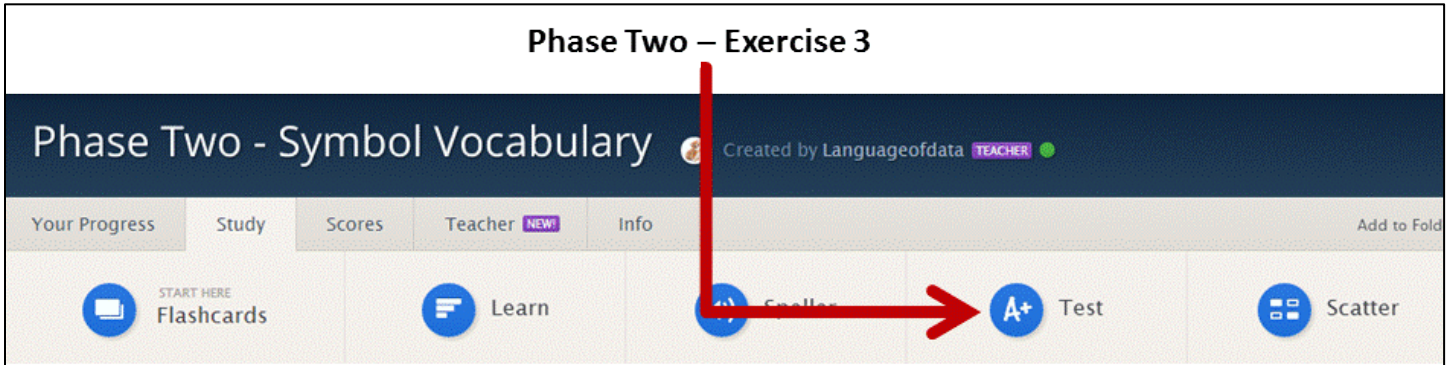 Phase Two – Exercise 3
Phase Two - Symbol Vocabulary
Created by Languageofdata TEACHER
Your Progress Study Scores Teacher NEW! Info Add to Fold
START HERE
Flashcards
Learn
Speller
A+ Test
Scatter